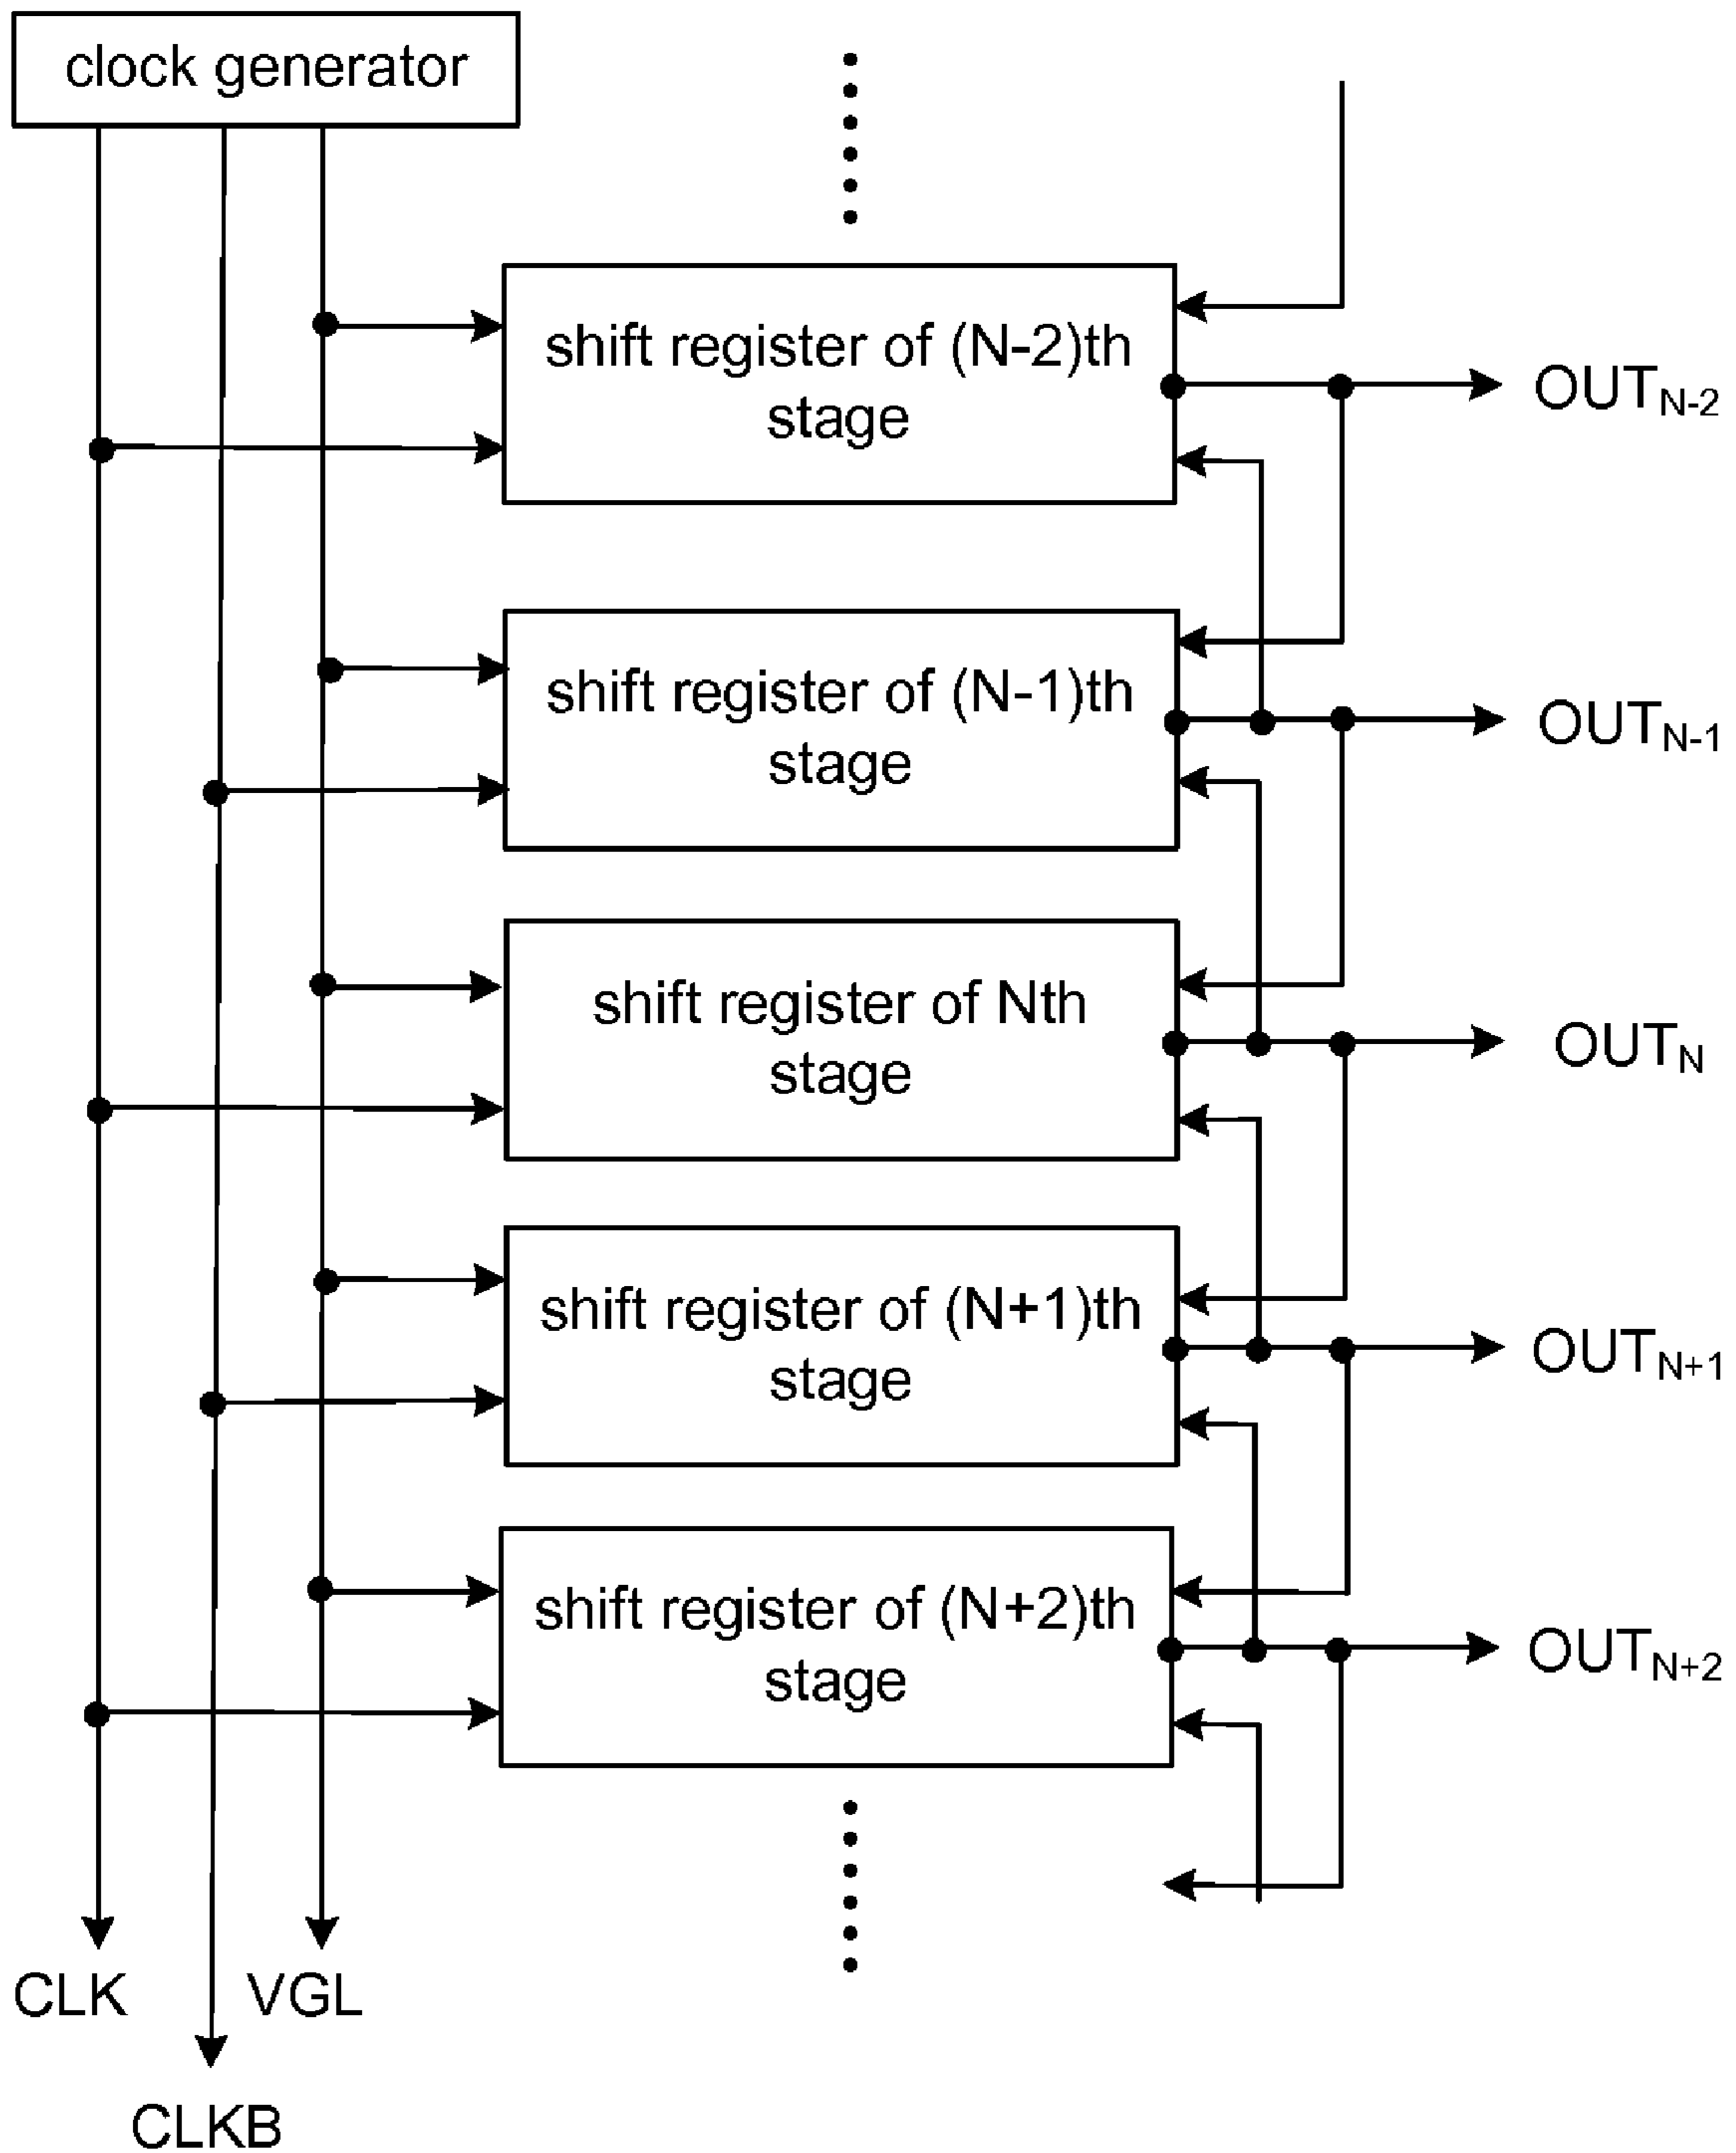 clock generator
shift register of (N-2)th
stage
OUTN-2
shift register of (N-1)th
stage
OUTN-1
shift register of Nth
stage
OUTN
shift register of (N+1)th
stage
OUTN+1
shift register of (N+2)th
stage
OUTN+2
CLK
VGL
CLKB